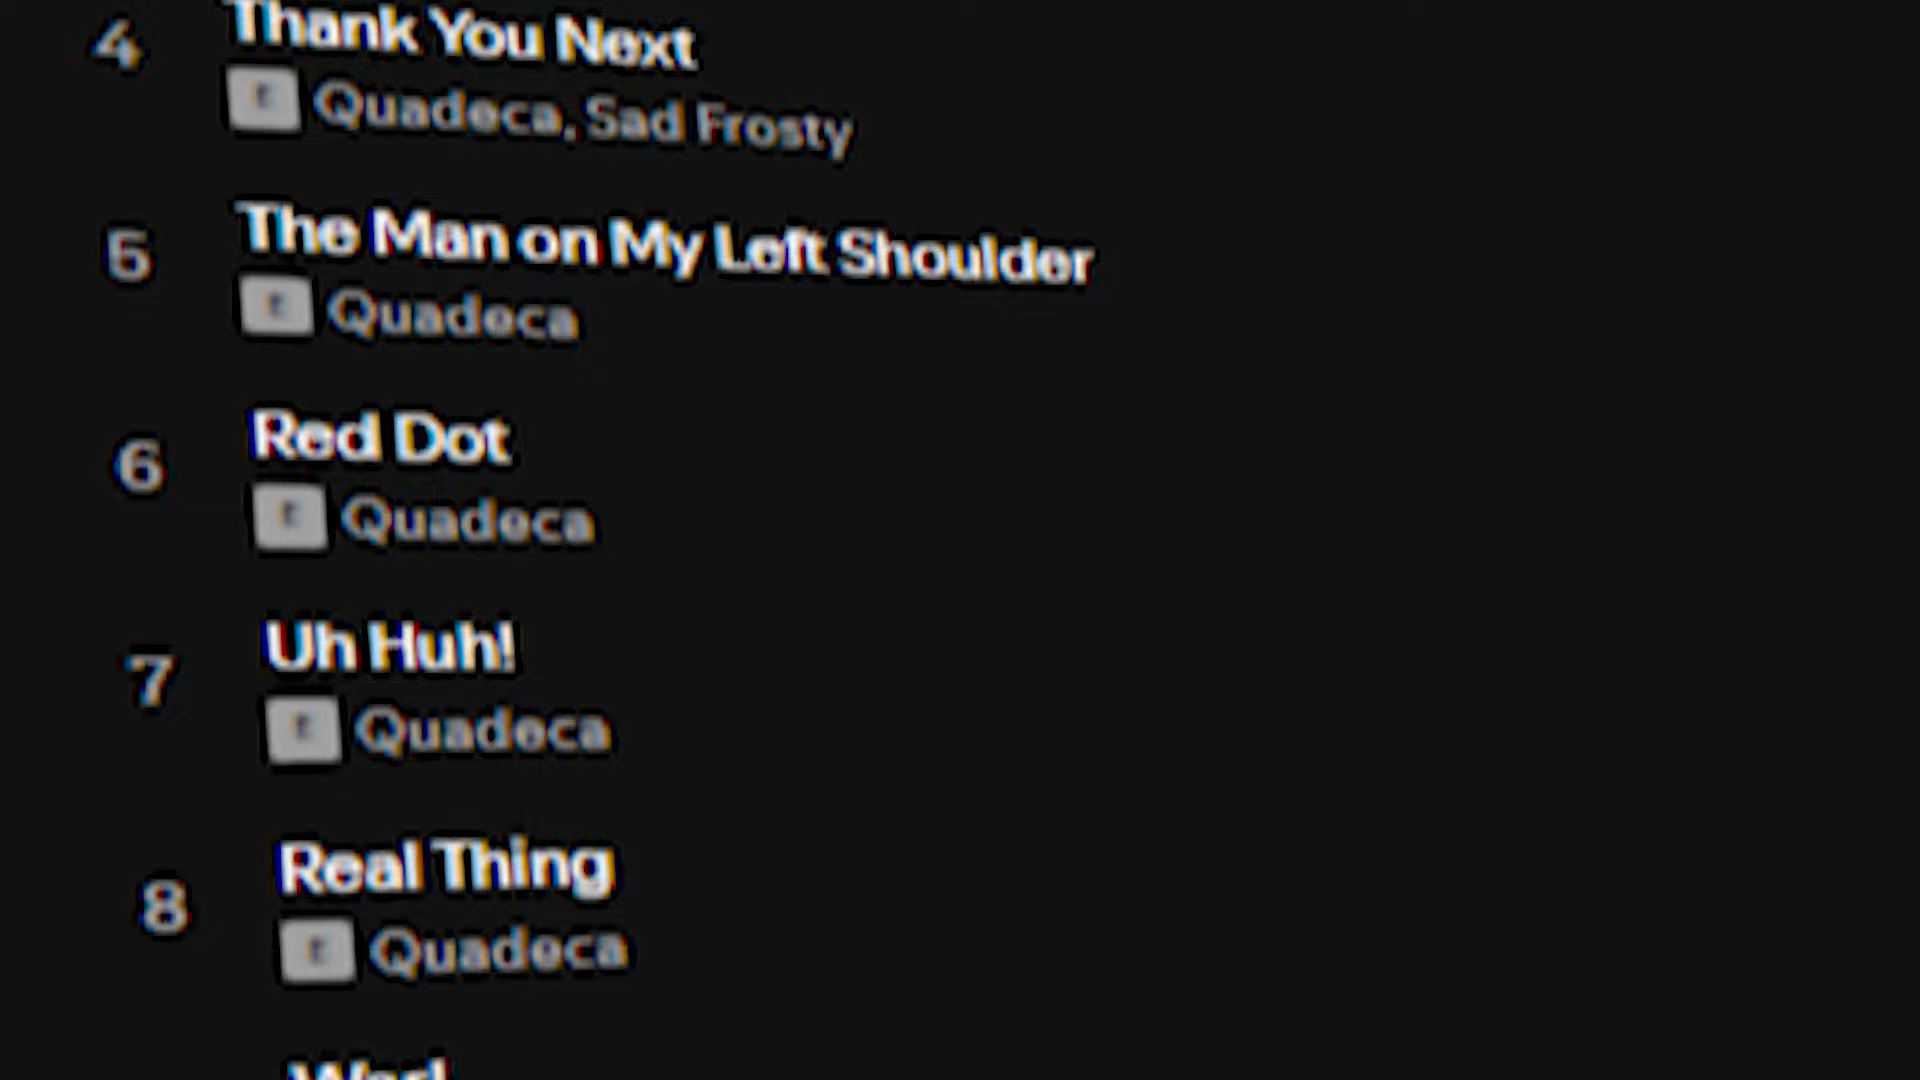 4
Thank You Next
E Quadeca, Sad Frosty
5
The Man on My Left Shoulder
E Quadeca
6
Red Dot
E Quadeca
7
Uh Huh!
E Quadeca
8
Real Thing
E Quadeca